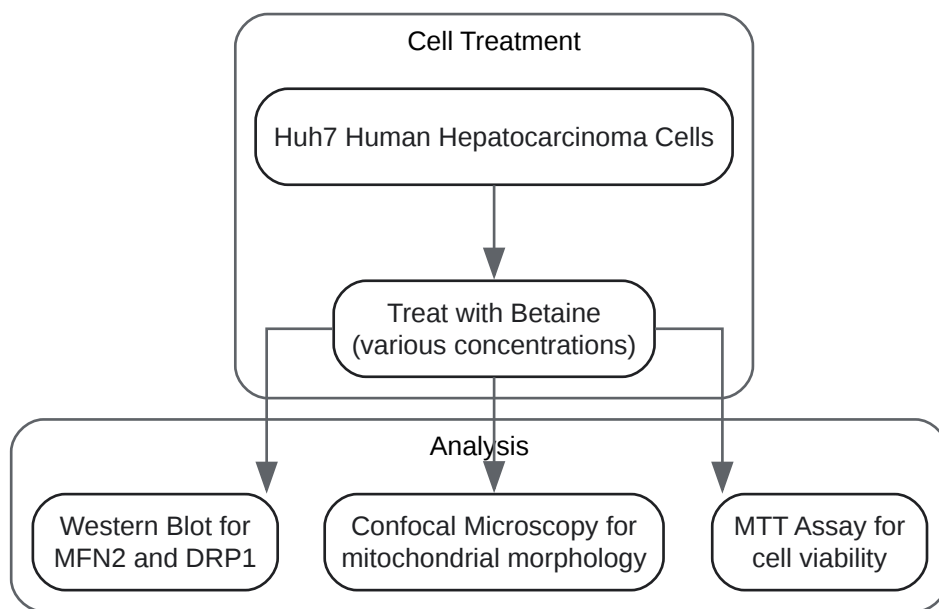 Cell Treatment
Huh7 Human Hepatocarcinoma Cells
Treat with Betaine
(various concentrations)
Analysis
Western Blot for
MFN2 and DRP1
Confocal Microscopy for
mitochondrial morphology
MTT Assay for
cell viability